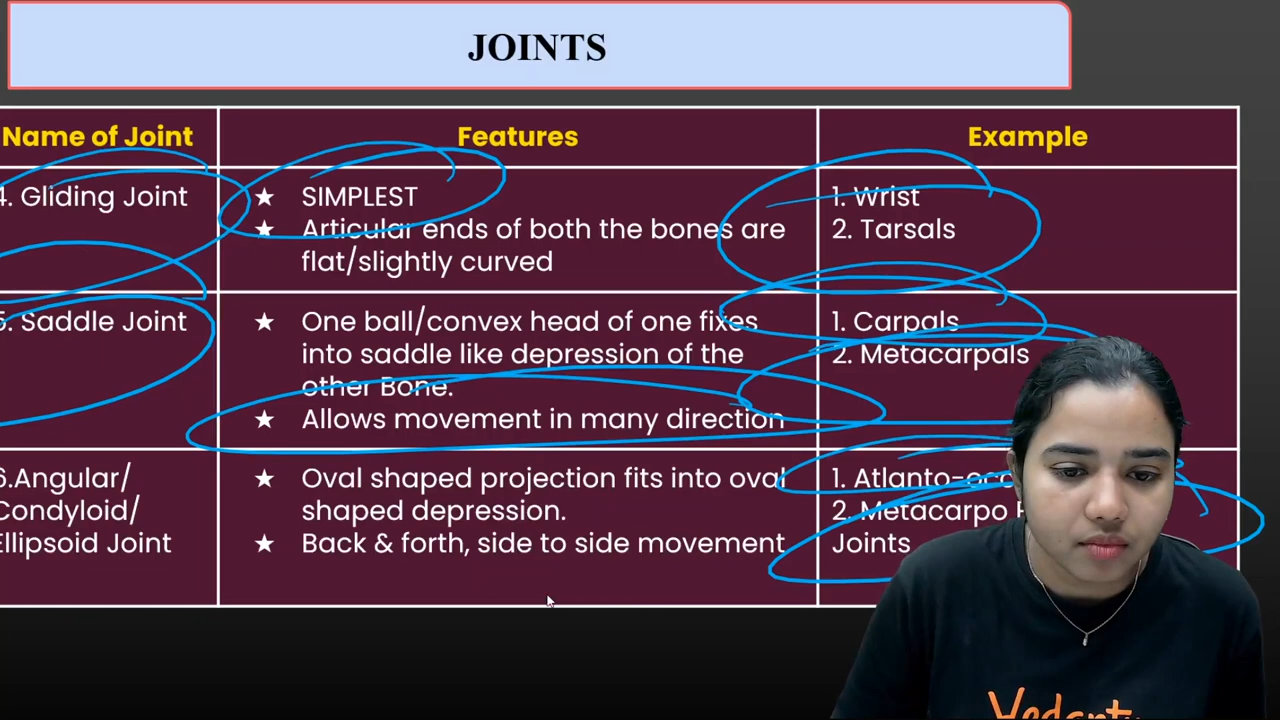 JOINTS
Name of Joint Features Example
4. Gliding Joint
★ SIMPLEST
★ Articular ends of both the bones are
flat/slightly curved
1. Wrist
2. Tarsals
5. Saddle Joint
★ One ball/convex head of one fixes
into saddle like depression of the
other Bone.
★ Allows movement in many direction
1. Carpals
2. Metacarpals
6.Angular/
Condyloid/
Ellipsoid Joint
★ Oval shaped projection fits into oval
shaped depression.
★ Back & forth, side to side movement
1.
2. Metacarpo
Joints